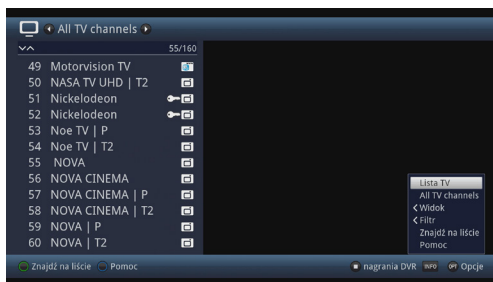 All TV channels
55/160
49 Motorvision TV
50 NASA TV UHD | T2
51 Nickelodeon
52 Nickelodeon
53 Noe TV | P
54 Noe TV | T2
55 NOVA
56 NOVA CINEMA
57 NOVA CINEMA | P
58 NOVA CINEMA | T2
59 NOVA | P
60 NOVA | T2
Lista TV
All TV channels
Widok
Filtr
Znajdź na liście
Pomoc
Znajdź na liście Pomoc nagrania DVR INFO OPT Opcje